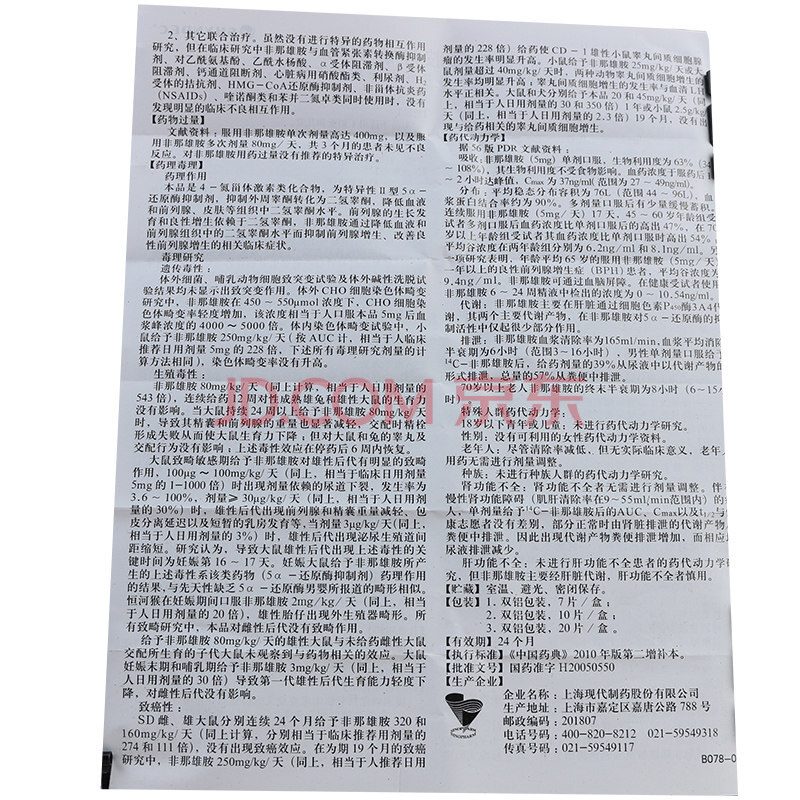 2、其它联合治疗。虽然没有进行特异的药物相互作用
研究，但在临床研究中非那雄胺与血管紧张素转换酶抑制
剂、对乙酰氨基酚、乙酰水杨酸、α受体阻滞剂、β受体
阻滞剂、钙通道阻断剂、心脏病用硝酸酯类、利尿剂、H₂
受体的拮抗剂、HMG-CoA还原酶抑制剂、非甾体抗炎药
(NSAIDs)、喹诺酮类和苯并二氮卓类同时使用时，没有
发现明显的临床不良相互作用。
【药物过量】
文献资料：服用非那雄胺单次剂量高达400mg，以及服
用非那雄胺多次剂量80mg/天，共3个月的患者未见不良
反应。对非那雄胺用药过量没有推荐的特异治疗。
【药理毒理】
药理作用
本品是4-氮甾体激素类化合物，为特异性Ⅱ型5α-
还原酶抑制剂，抑制外周睾酮转化为二氢睾酮，降低血液
和前列腺、皮肤等组织中二氢睾酮水平。前列腺的生长发
育和良性增生依赖于二氢睾酮，非那雄胺通过降低血液和
前列腺组织中的二氢睾酮水平而抑制前列腺增生、改善良
性前列腺增生的相关临床症状。
毒理研究
遗传毒性：
体外细菌、哺乳动物细胞致突变试验及体外碱性洗脱试
验结果均未显示出致突变作用。体外CHO细胞染色体畸变
研究中，非那雄胺在450～550μmol浓度下，CHO细胞染
色体畸变率轻度增加，该浓度相当于人口服本品5mg后血
浆峰浓度的4000～5000倍。体内染色体畸变试验中，小
鼠给予非那雄胺250mg/kg/天（按AUC计，相当于人临床
推荐日用剂量5mg的228倍，下述所有毒理研究剂量的计
算方法相同），染色体畸变率没有升高。
生殖毒性：
非那雄胺80mg/kg/天（同上计算，相当于人日用剂量的
543倍），连续给药12周对性成熟雄兔和雄性大鼠的生育力
没有影响。当大鼠持续24周以上给予非那雄胺80mg/kg/天
时，导致其精囊和前列腺的重量也显著减轻，交配时精栓
形成失败从而使大鼠生育力下降；但对大鼠和兔的睾丸及
交配行为没有影响；上述毒性效应在停药后6周内恢复。
大鼠致畸敏感期给予非那雄胺对雄性后代有明显的致畸
作用，100μg～100mg/kg/天（同上，相当于临床日用剂量
5mg的1-1000倍）时出现剂量依赖的尿道下裂，发生率为
3.6～100%，剂量≥30μg/kg/天（同上，相当于人日用剂
量的30%）时，雄性后代出现前列腺和精囊重量减轻、包
皮分离延迟以及短暂的乳房发育等，当剂量3μg/kg/天（同上，
相当于人日用剂量的3%）时，雄性后代出现泌尿生殖道间
距缩短。研究认为，导致大鼠雄性后代出现上述毒性的关
键时间为妊娠第16～17天。妊娠大鼠给予非那雄胺所产
生的上述毒性系该类药物（5α-还原酶抑制剂）药理作用
的结果，与先天性缺乏5α-还原酶男婴所报道的畸形相似。
恒河猴在妊娠期间口服非那雄胺2mg/kg/天（同上，相当
于人日用剂量的20倍），雄性胎仔出现外生殖器畸形。所
有致畸研究中，本品对雌性后代没有致畸作用。
给予非那雄胺80mg/kg/天的雄性大鼠与未给药雌性大鼠
交配所生育的子代大鼠未观察到与药物相关的效应。大鼠
妊娠末期和哺乳期给予非那雄胺3mg/kg/天（同上，相当于
人日用剂量的30倍）导致第一代雄性后代生育能力轻度下
降，对雌性后代没有影响。
致癌性：
SD雌、雄大鼠分别连续24个月给予非那雄胺320和
160mg/kg/天（同上计算，分别相当于临床推荐用剂量的
274和111倍），没有出现致癌效应。在为期19个月的致癌
研究中，非那雄胺250mg/kg/天（同上，相当于人推荐日用
剂量的228倍）给药使CD-1雄性小鼠睾丸间质细胞腺
瘤的发生率明显升高。小鼠给予非那雄胺25mg/kg/天或大
鼠剂量超过40mg/kg/天时，两种动物睾丸间质细胞增生的
发生率均明显升高。睾丸间质细胞增生的发生率与血清LH
水平正相关。大鼠和犬分别给予本品20和45mg/kg/天（同
上，相当于人日用剂量的30和350倍）1年或小鼠2.5g/kg/
天（同上，相当于人日用剂量的2.3倍）19个月，没有出
现与给药相关的睾丸间质细胞增生。
【药代动力学】
据56版PDR文献资料：
吸收：非那雄胺（5mg）单剂口服，生物利用度为63%（34
～108%），其生物利用度不受食物影响。血药浓度于服药后1
～2小时达峰值，Cmax为37ng/ml（范围为27～49ng/ml）。
分布：平均稳态分布容积为76L（范围44～96L），血
浆蛋白结合率约为90%。多剂量口服后有少量缓慢蓄积。
连续服用非那雄胺（5mg/天）17天，45～60岁年龄组受
试者多剂口服后血药浓度比单剂口服后的高出47%，在70
岁以上年龄组受试者其血药浓度比单剂口服时高出54%，
平均谷浓度在两年龄组分别为6.2ng/ml和8.1ng/ml。另
一项研究表明，年龄平均65岁的服用非那雄胺（5mg/天）
一年以上的良性前列腺增生症（BPH）患者，平均谷浓度为
9.4ng/ml。非那雄胺可通过血脑屏障。在健康受试者使用
非那雄胺6～24周精液中检出的浓度为0～10.54ng/ml。
代谢：非那雄胺主要在肝脏通过细胞色素P₄₅₀酶3A4代
谢，其两个主要代谢产物，在非那雄胺对5α-还原酶的抑
制活性中仅起很少部分作用。
排泄：非那雄胺血浆清除率为165ml/min，血浆平均消除
半衰期为6小时（范围3～16小时）。男性单剂量口服后给予
¹⁴C-非那雄胺后，给药剂量的39%从尿液中以代谢产物的
形式排泄，总量的57%从粪便中排泄。
70岁以上老人非那雄胺的终末半衰期为8小时（6～15小
时）。
特殊人群药代动力学：
18岁以下青年或儿童：未进行药代动力学研究。
性别：没有可利用的女性药代动力学资料。
老年人：尽管清除率减低，但无实际临床意义，老年人
用药无需进行剂量调整。
种族：未进行种族人群的药代动力学研究。
肾功能不全：肾功能不全者无需进行剂量调整。伴有
慢性肾功能障碍（肌肝清除率在9～55ml/min范围内）的病
人，单剂量给予¹⁴C-非那雄胺后的AUC、Cmax以及t₁/₂与健
康志愿者没有差别，部分正常时由肾脏排泄的代谢产物从
粪便中排泄。因此出现代谢产物粪便排泄增加，而相应的
尿液排泄减少。
肝功能不全：未进行肝功能不全患者的药代动力学研
究，但非那雄胺主要经肝脏代谢，肝功能不全者慎用。
【贮藏】室温、避光、密闭保存。
【包装】1.双铝包装，7片/盒；
2.双铝包装，10片/盒；
3.双铝包装，20片/盒。
【有效期】24个月
【执行标准】《中国药典》2010年版第二增补本。
【批准文号】国药准字H20050550
【生产企业】
企业名称：上海现代制药股份有限公司
生产地址：上海市嘉定区嘉唐公路788号
邮政编码：201807
电话号码：400-820-8212 021-59549318
传真号码：021-59549117
SINOPHARM
B078-0
JD.COM 京东